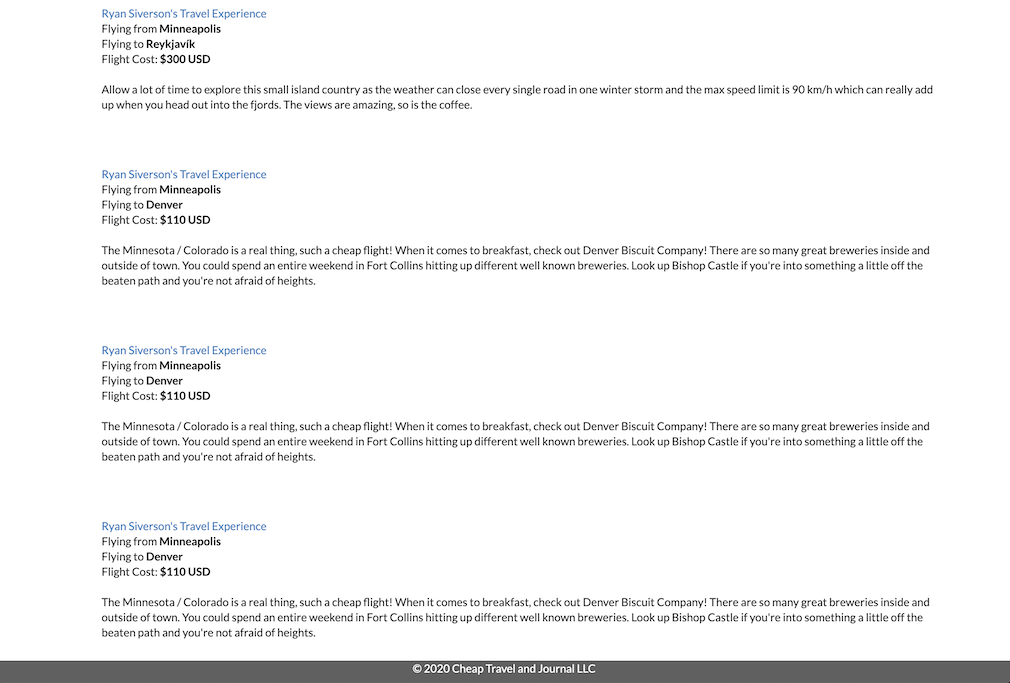 Ryan Siverson's Travel Experience
Flying from Minneapolis
Flying to Reykjavík
Flight Cost: $300 USD
Allow a lot of time to explore this small island country as the weather can close every single road in one winter storm and the max speed limit is 90 km/h which can really add
up when you head out into the fjords. The views are amazing, so is the coffee.
Ryan Siverson's Travel Experience
Flying from Minneapolis
Flying to Denver
Flight Cost: $110 USD
The Minnesota / Colorado is a real thing, such a cheap flight! When it comes to breakfast, check out Denver Biscuit Company! There are so many great breweries inside and
outside of town. You could spend an entire weekend in Fort Collins hitting up different well known breweries. Look up Bishop Castle if you're into something a little off the
beaten path and you're not afraid of heights.
Ryan Siverson's Travel Experience
Flying from Minneapolis
Flying to Denver
Flight Cost: $110 USD
The Minnesota / Colorado is a real thing, such a cheap flight! When it comes to breakfast, check out Denver Biscuit Company! There are so many great breweries inside and
outside of town. You could spend an entire weekend in Fort Collins hitting up different well known breweries. Look up Bishop Castle if you're into something a little off the
beaten path and you're not afraid of heights.
Ryan Siverson's Travel Experience
Flying from Minneapolis
Flying to Denver
Flight Cost: $110 USD
The Minnesota / Colorado is a real thing, such a cheap flight! When it comes to breakfast, check out Denver Biscuit Company! There are so many great breweries inside and
outside of town. You could spend an entire weekend in Fort Collins hitting up different well known breweries. Look up Bishop Castle if you're into something a little off the
beaten path and you're not afraid of heights.
© 2020 Cheap Travel and Journal LLC